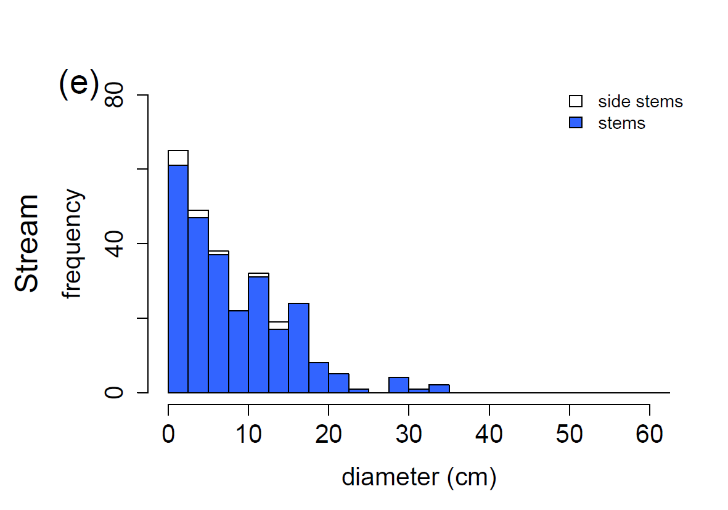 (e)
side stems
stems
Stream
frequency
80
40
0
0 10 20 30 40 50 60
diameter (cm)